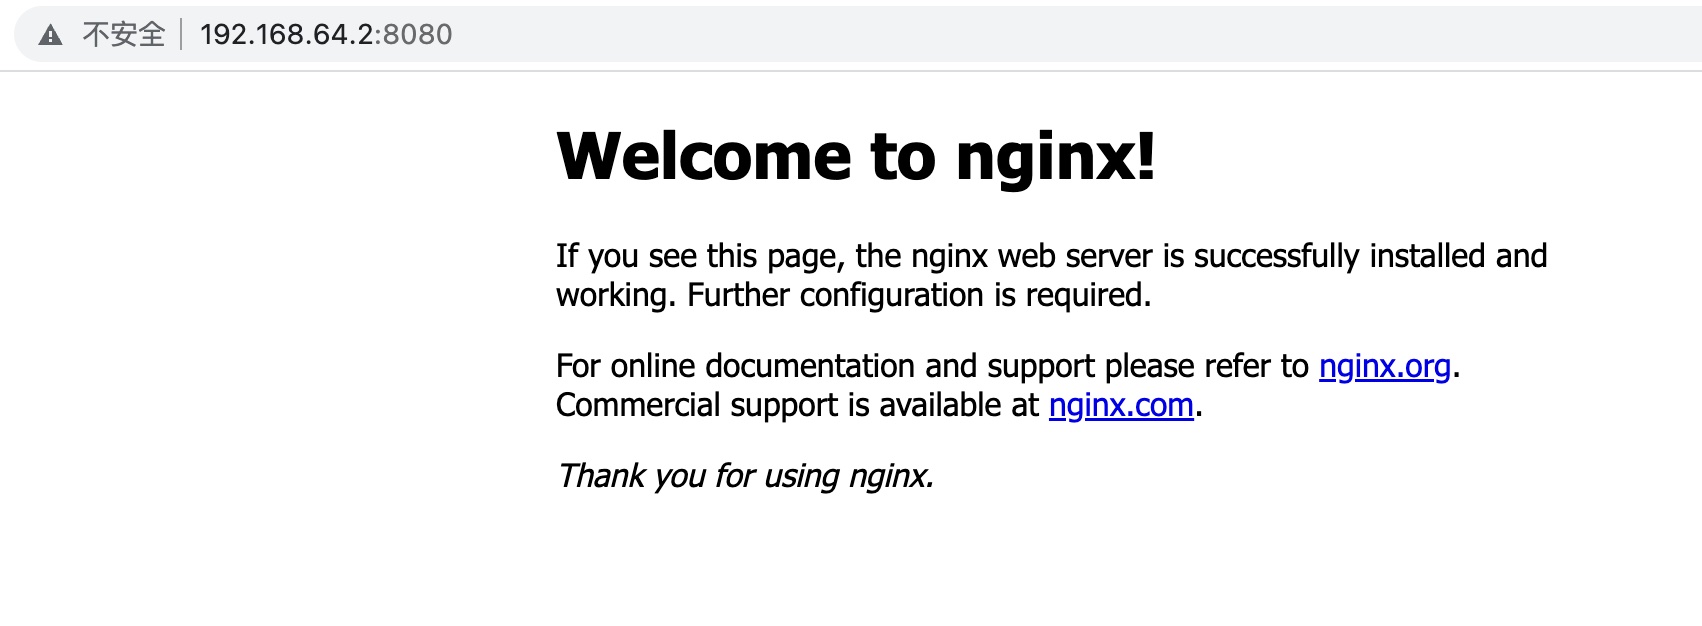 不安全 | 192.168.64.2:8080
Welcome to nginx!
If you see this page, the nginx web server is successfully installed and
working. Further configuration is required.
For online documentation and support please refer to nginx.org.
Commercial support is available at nginx.com.
Thank you for using nginx.